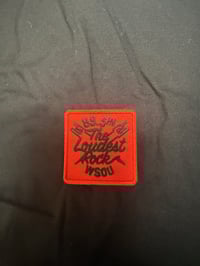 89.5 FM
The
Loudest
Rock
WSOU